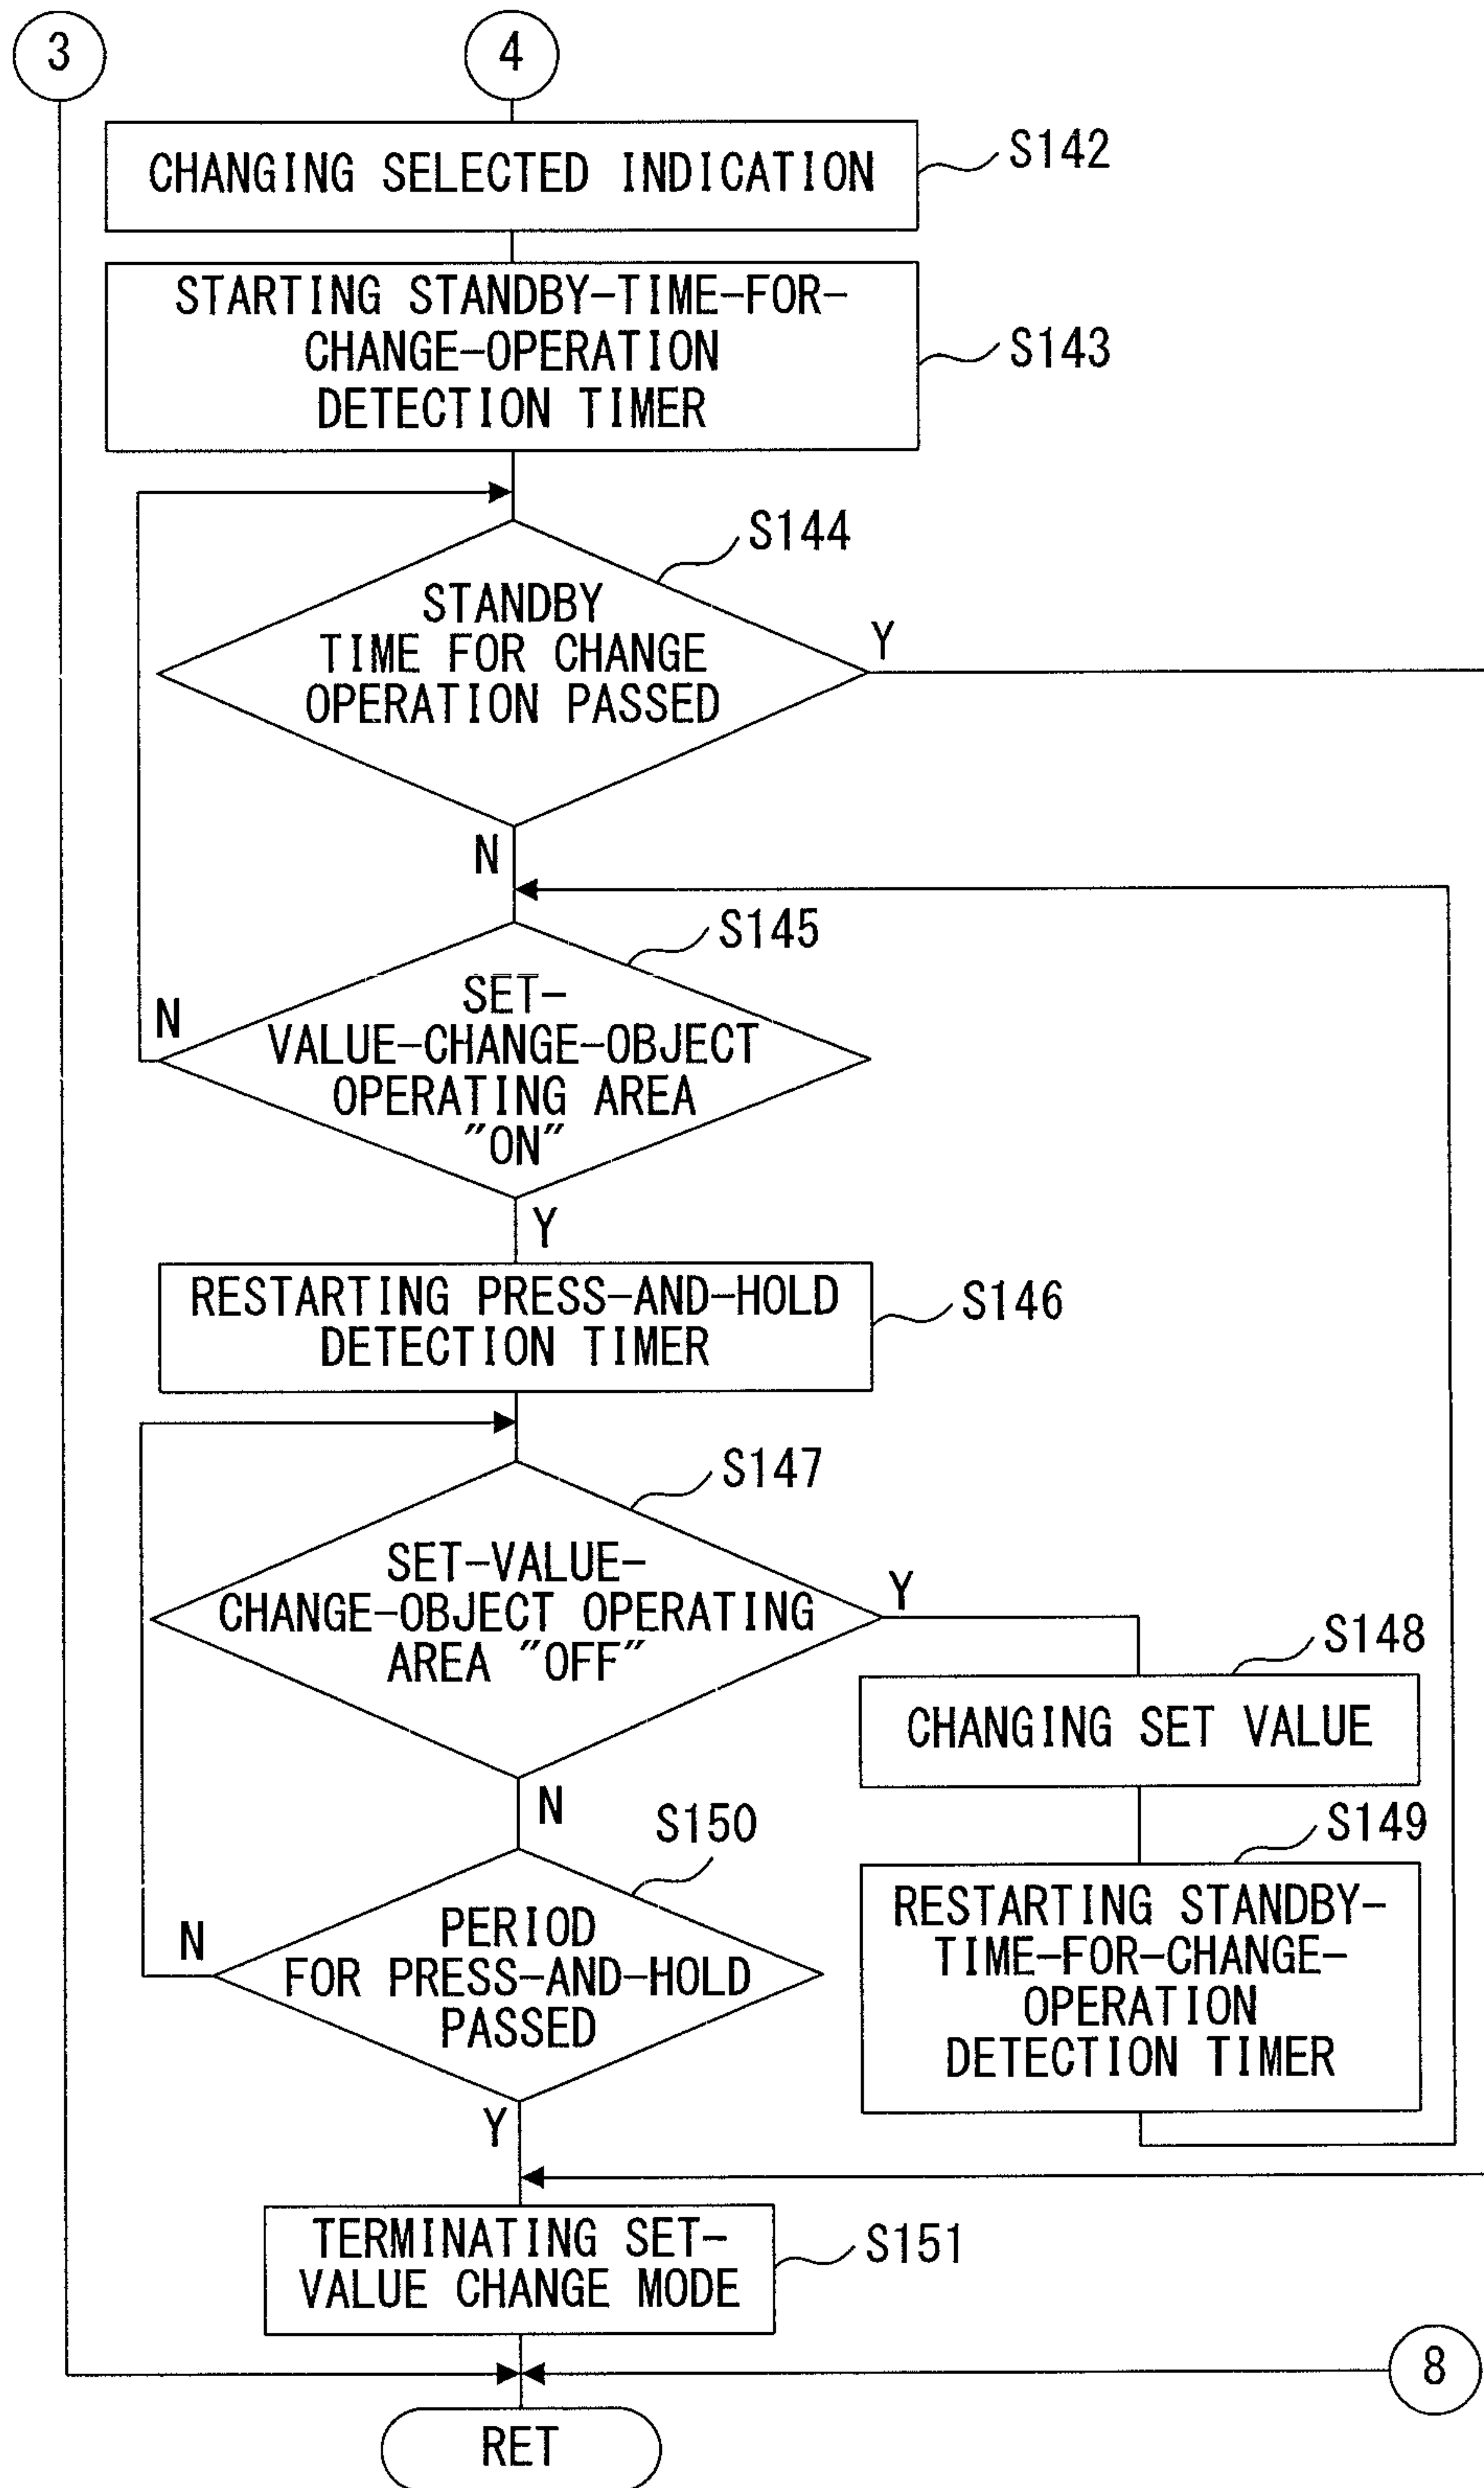 3
4
CHANGING SELECTED INDICATION
S142
STARTING STANDBY-TIME-FOR-
CHANGE-OPERATION
DETECTION TIMER
S143
S144
STANDBY
TIME FOR CHANGE
OPERATION PASSED
Y
N
S145
SET-
VALUE-CHANGE-OBJECT
OPERATING AREA
"ON"
N
Y
RESTARTING PRESS-AND-HOLD
DETECTION TIMER
S146
S147
SET-VALUE-
CHANGE-OBJECT OPERATING
AREA "OFF"
Y
N
S148
CHANGING SET VALUE
S149
RESTARTING STANDBY-
TIME-FOR-CHANGE-
OPERATION
DETECTION TIMER
S150
PERIOD
FOR PRESS-AND-HOLD
PASSED
N
Y
TERMINATING SET-
VALUE CHANGE MODE
S151
8
RET